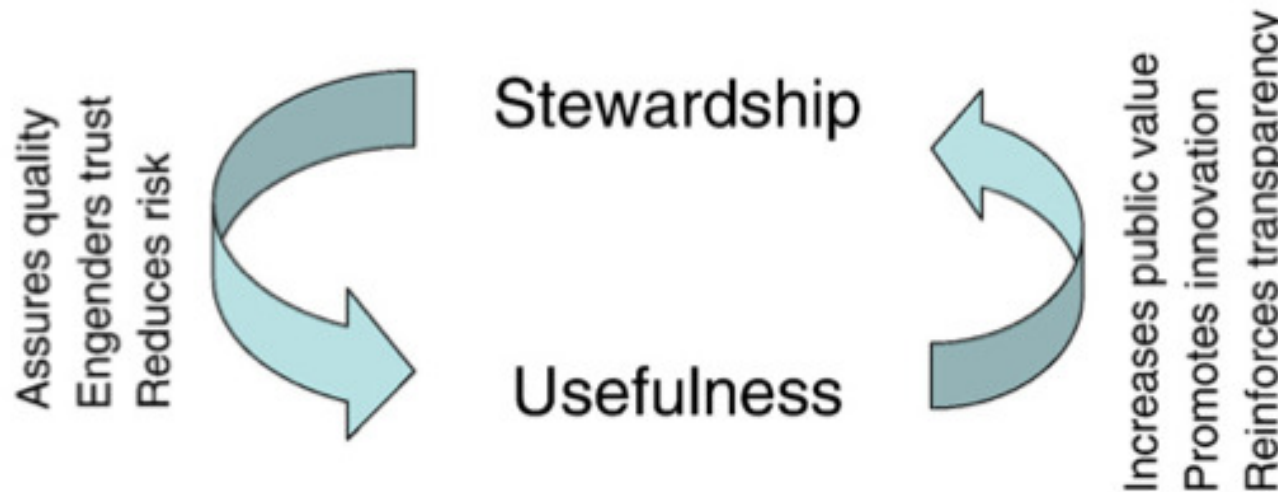 Assures quality
Engenders trust
Reduces risk
Stewardship
Usefulness
Increases public value
Promotes innovation
Reinforces transparency